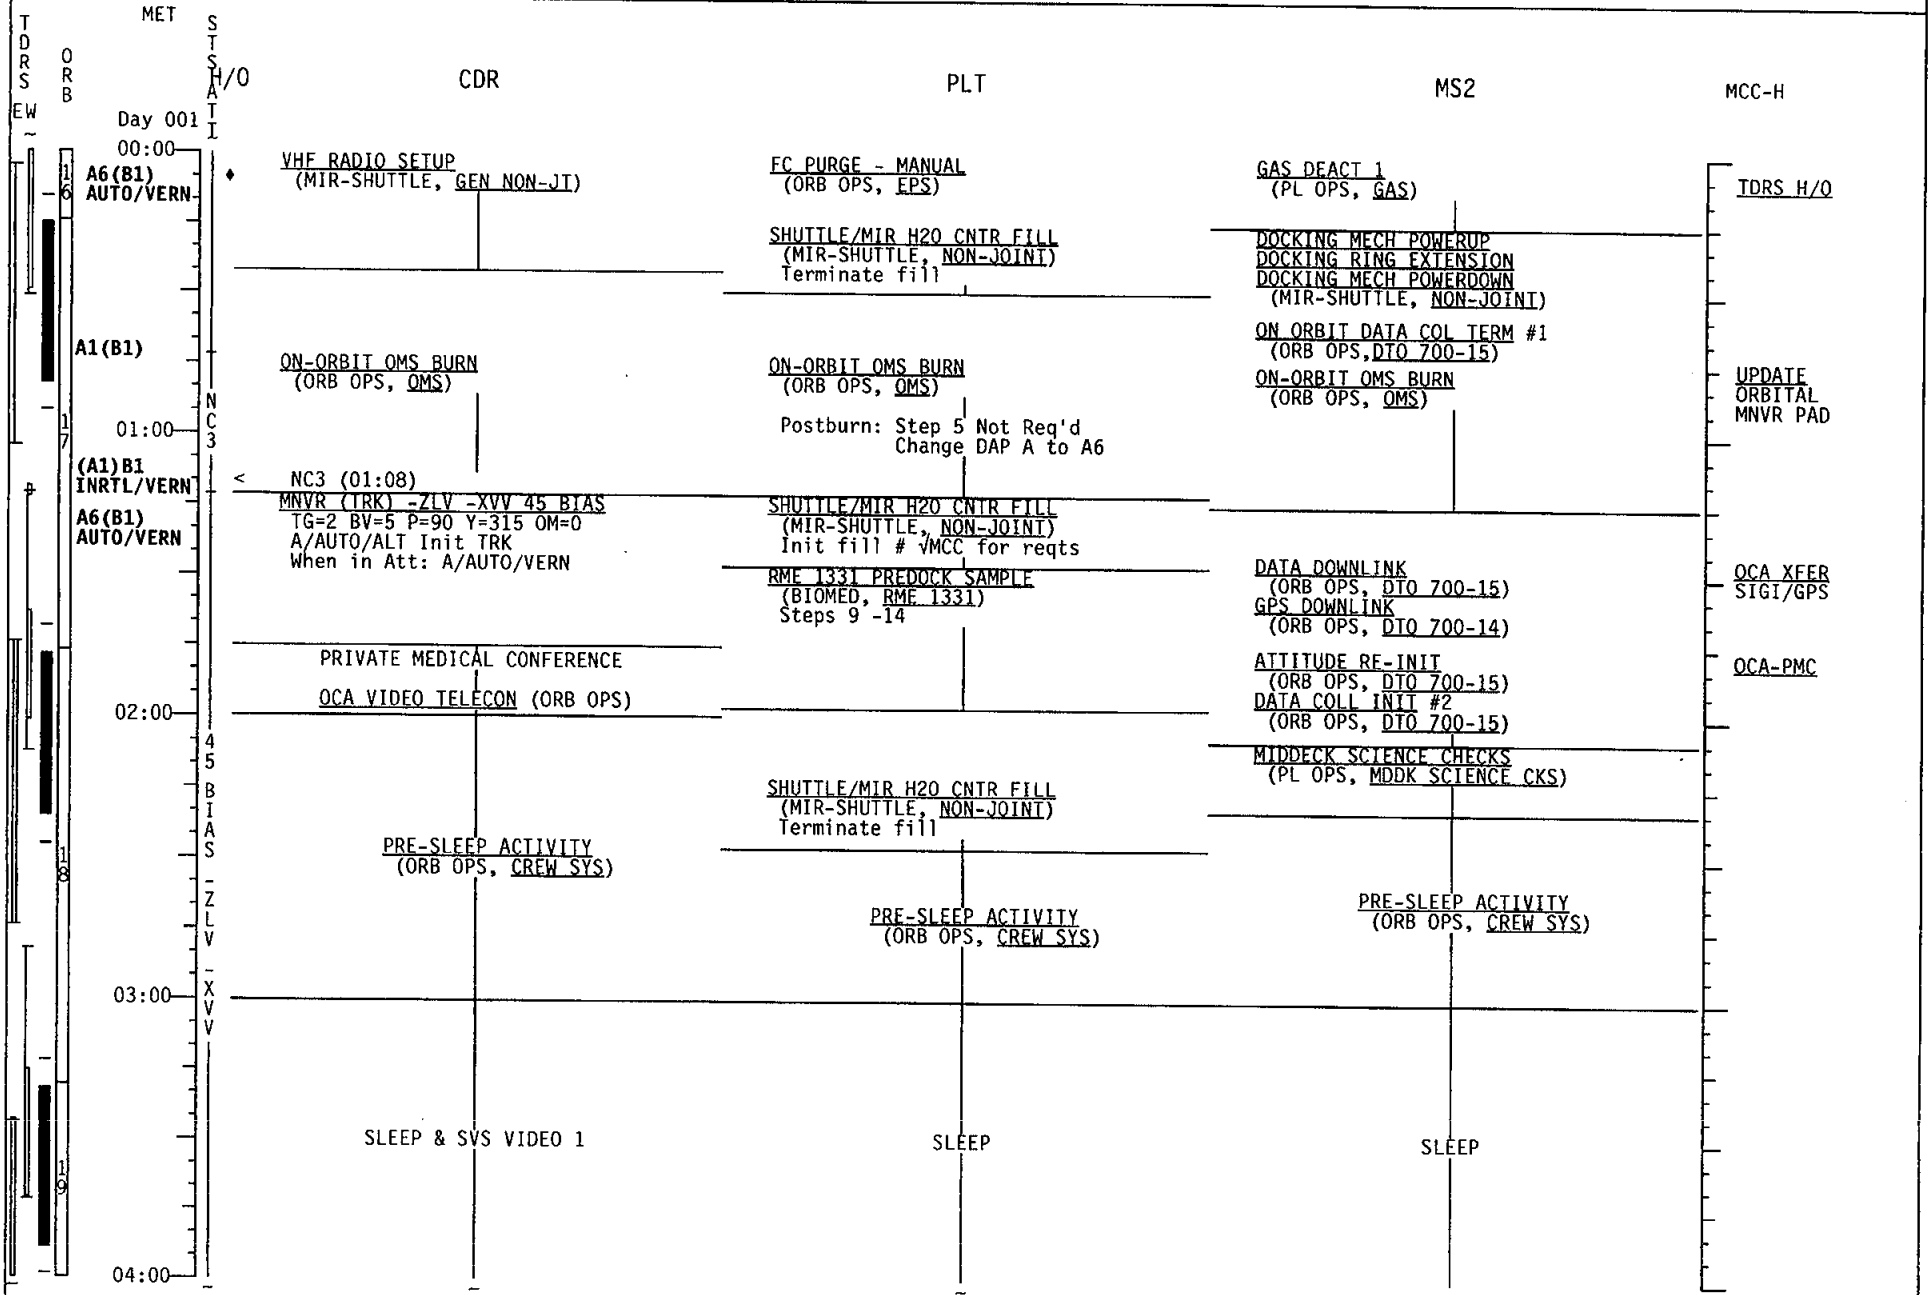 MET
TDRS
EW
~
ORB
STS ATTI
H/O
CDR
PLT
MS2
MCC-H
Day 001
00:00
16
A6(B1)
AUTO/VERN
A1(B1)
17
01:00
NC3
(A1)B1
INRTL/VERN
A6(B1)
AUTO/VERN
02:00
45 BIAS -ZLV -XVV
18
03:00
19
04:00
VHF RADIO SETUP
(MIR-SHUTTLE, GEN NON-JT)
ON-ORBIT OMS BURN
(ORB OPS, OMS)
< NC3 (01:08)
MNVR (TRK) -ZLV -XVV 45 BIAS
TG=2 BV=5 P=90 Y=315 OM=0
A/AUTO/ALT Init TRK
When in Att: A/AUTO/VERN
PRIVATE MEDICAL CONFERENCE
OCA VIDEO TELECON (ORB OPS)
PRE-SLEEP ACTIVITY
(ORB OPS, CREW SYS)
SLEEP & SVS VIDEO 1
FC PURGE - MANUAL
(ORB OPS, EPS)
SHUTTLE/MIR H2O CNTR FILL
(MIR-SHUTTLE, NON-JOINT)
Terminate fill
ON-ORBIT OMS BURN
(ORB OPS, OMS)
Postburn: Step 5 Not Req'd
Change DAP A to A6
SHUTTLE/MIR H2O CNTR FILL
(MIR-SHUTTLE, NON-JOINT)
Init fill # √MCC for reqts
RME 1331 PREDOCK SAMPLE
(BIOMED, RME 1331)
Steps 9 -14
SHUTTLE/MIR H2O CNTR FILL
(MIR-SHUTTLE, NON-JOINT)
Terminate fill
PRE-SLEEP ACTIVITY
(ORB OPS, CREW SYS)
SLEEP
GAS DEACT 1
(PL OPS, GAS)
DOCKING MECH POWERUP
DOCKING RING EXTENSION
DOCKING MECH POWERDOWN
(MIR-SHUTTLE, NON-JOINT)
ON ORBIT DATA COL TERM #1
(ORB OPS,DTO 700-15)
ON-ORBIT OMS BURN
(ORB OPS, OMS)
DATA DOWNLINK
(ORB OPS, DTO 700-15)
GPS DOWNLINK
(ORB OPS, DTO 700-14)
ATTITUDE RE-INIT
(ORB OPS, DTO 700-15)
DATA COLL INIT #2
(ORB OPS, DTO 700-15)
MIDDECK SCIENCE CHECKS
(PL OPS, MDDK SCIENCE CKS)
PRE-SLEEP ACTIVITY
(ORB OPS, CREW SYS)
SLEEP
TDRS H/O
UPDATE
ORBITAL
MNVR PAD
OCA XFER
SIGI/GPS
OCA-PMC